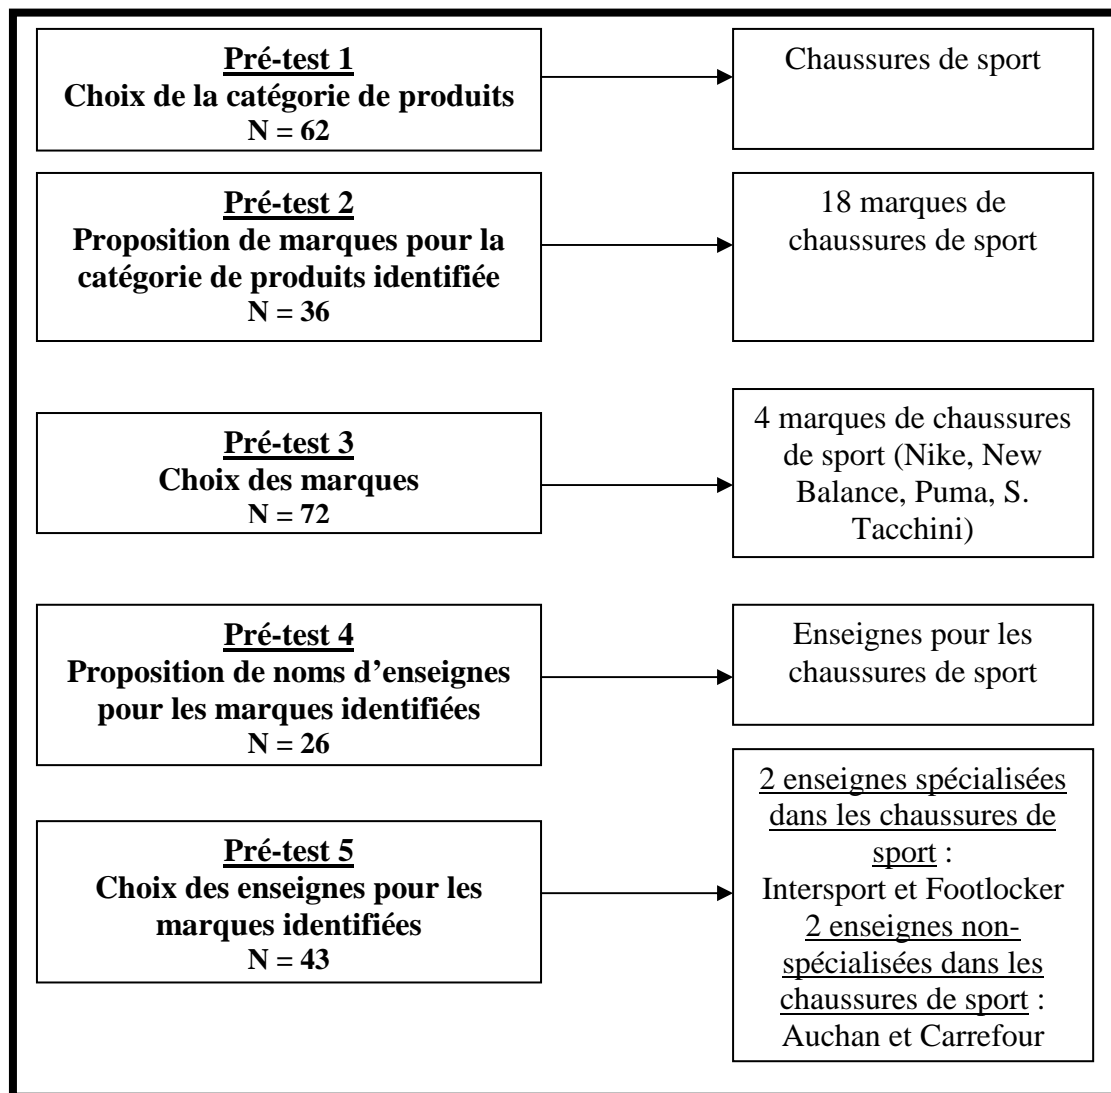 Pré-test 1
Choix de la catégorie de produits
N = 62
Chaussures de sport
Pré-test 2
Proposition de marques pour la
catégorie de produits identifiée
N = 36
18 marques de
chaussures de sport
Pré-test 3
Choix des marques
N = 72
4 marques de chaussures
de sport (Nike, New
Balance, Puma, S.
Tacchini)
Pré-test 4
Proposition de noms d’enseignes
pour les marques identifiées
N = 26
Enseignes pour les
chaussures de sport
Pré-test 5
Choix des enseignes pour les
marques identifiées
N = 43
2 enseignes spécialisées
dans les chaussures de
sport :
Intersport et Footlocker
2 enseignes non-
spécialisées dans les
chaussures de sport :
Auchan et Carrefour